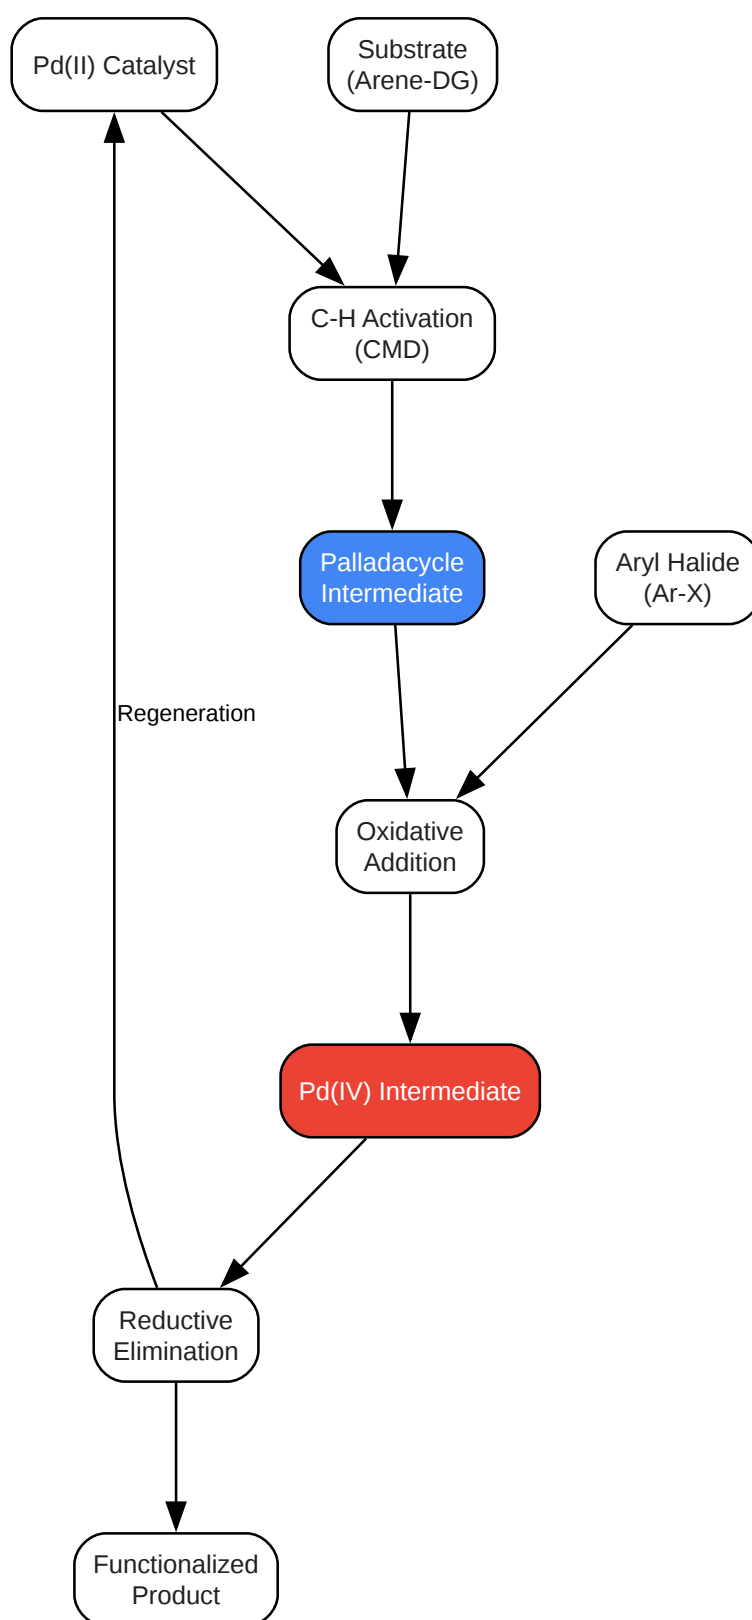 Pd(II) Catalyst
Substrate
(Arene-DG)
C-H Activation
(CMD)
Palladacycle
Intermediate
Aryl Halide
(Ar-X)
Regeneration
Oxidative
Addition
Pd(IV) Intermediate
Reductive
Elimination
Functionalized
Product